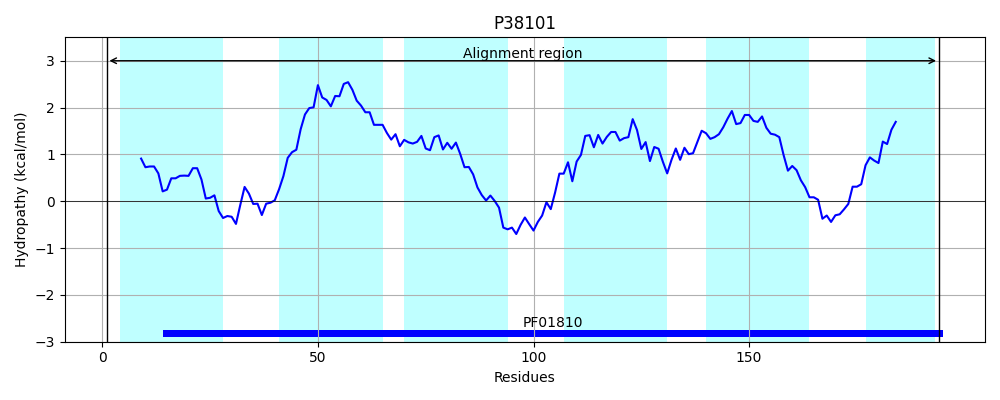 P38101
Alignment region
Hydropathy (kcal/mol)
3
2
1
0
−1
−2
−3
PF01810
0 50 100 150
Residues